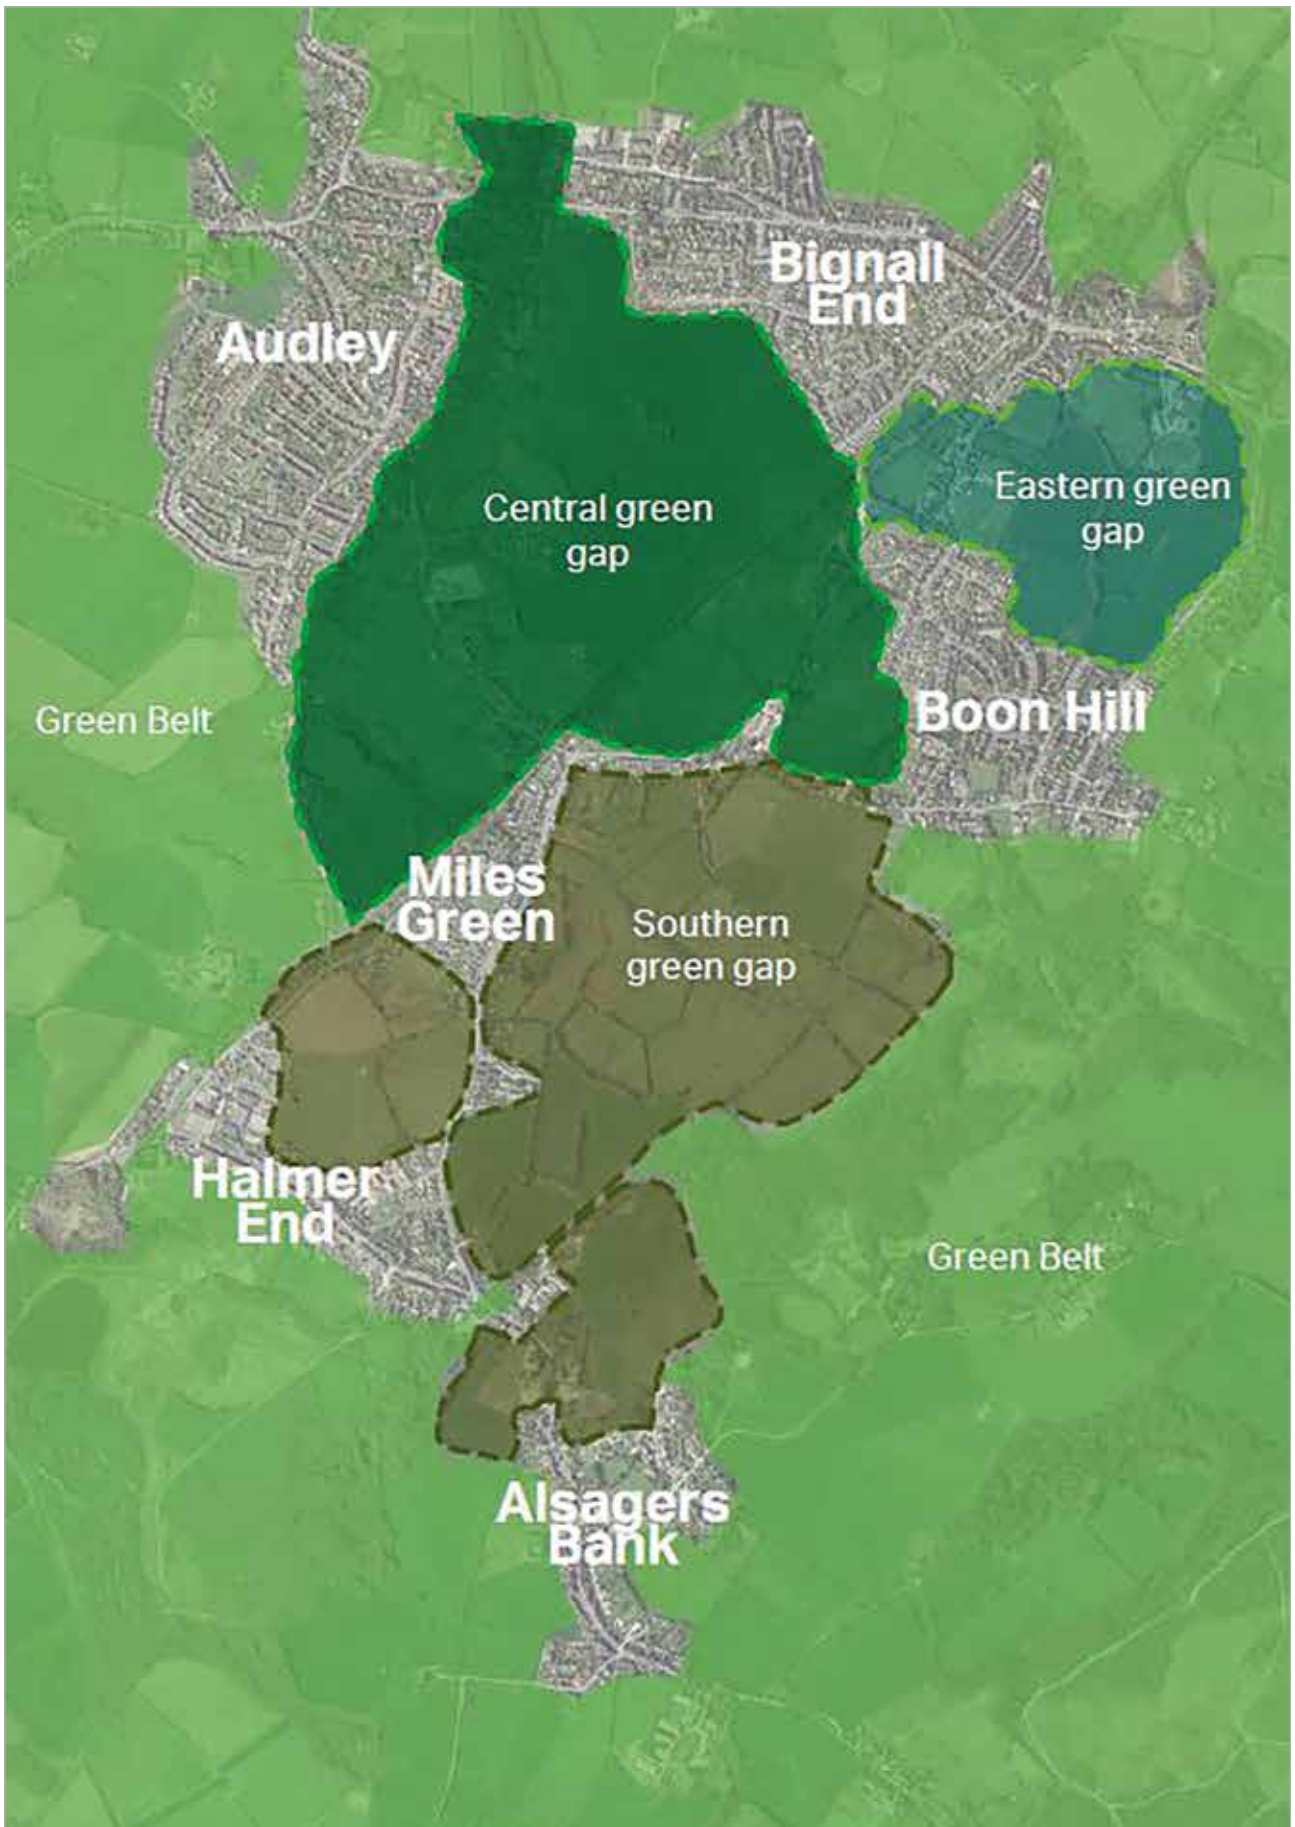 Bignall
End
Audley
Eastern green
gap
Central green
gap
Green Belt
Boon Hill
Miles
Green
Southern
green gap
Halmer
End
Green Belt
Alsagers
Bank